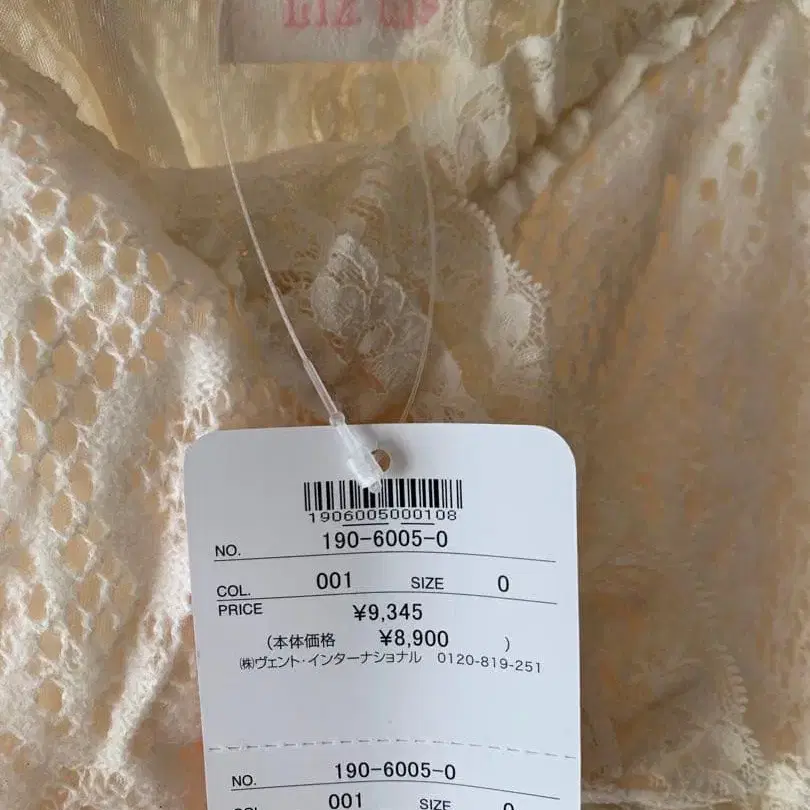 1906005000108
NO. 190-6005-0
COL. 001 SIZE 0
PRICE ¥9,345
(本体価格 ¥8,900 )
㈱ヴェント・インターナショナル 0120-819-251
NO. 190-6005-0
COL. 001 SIZE 0